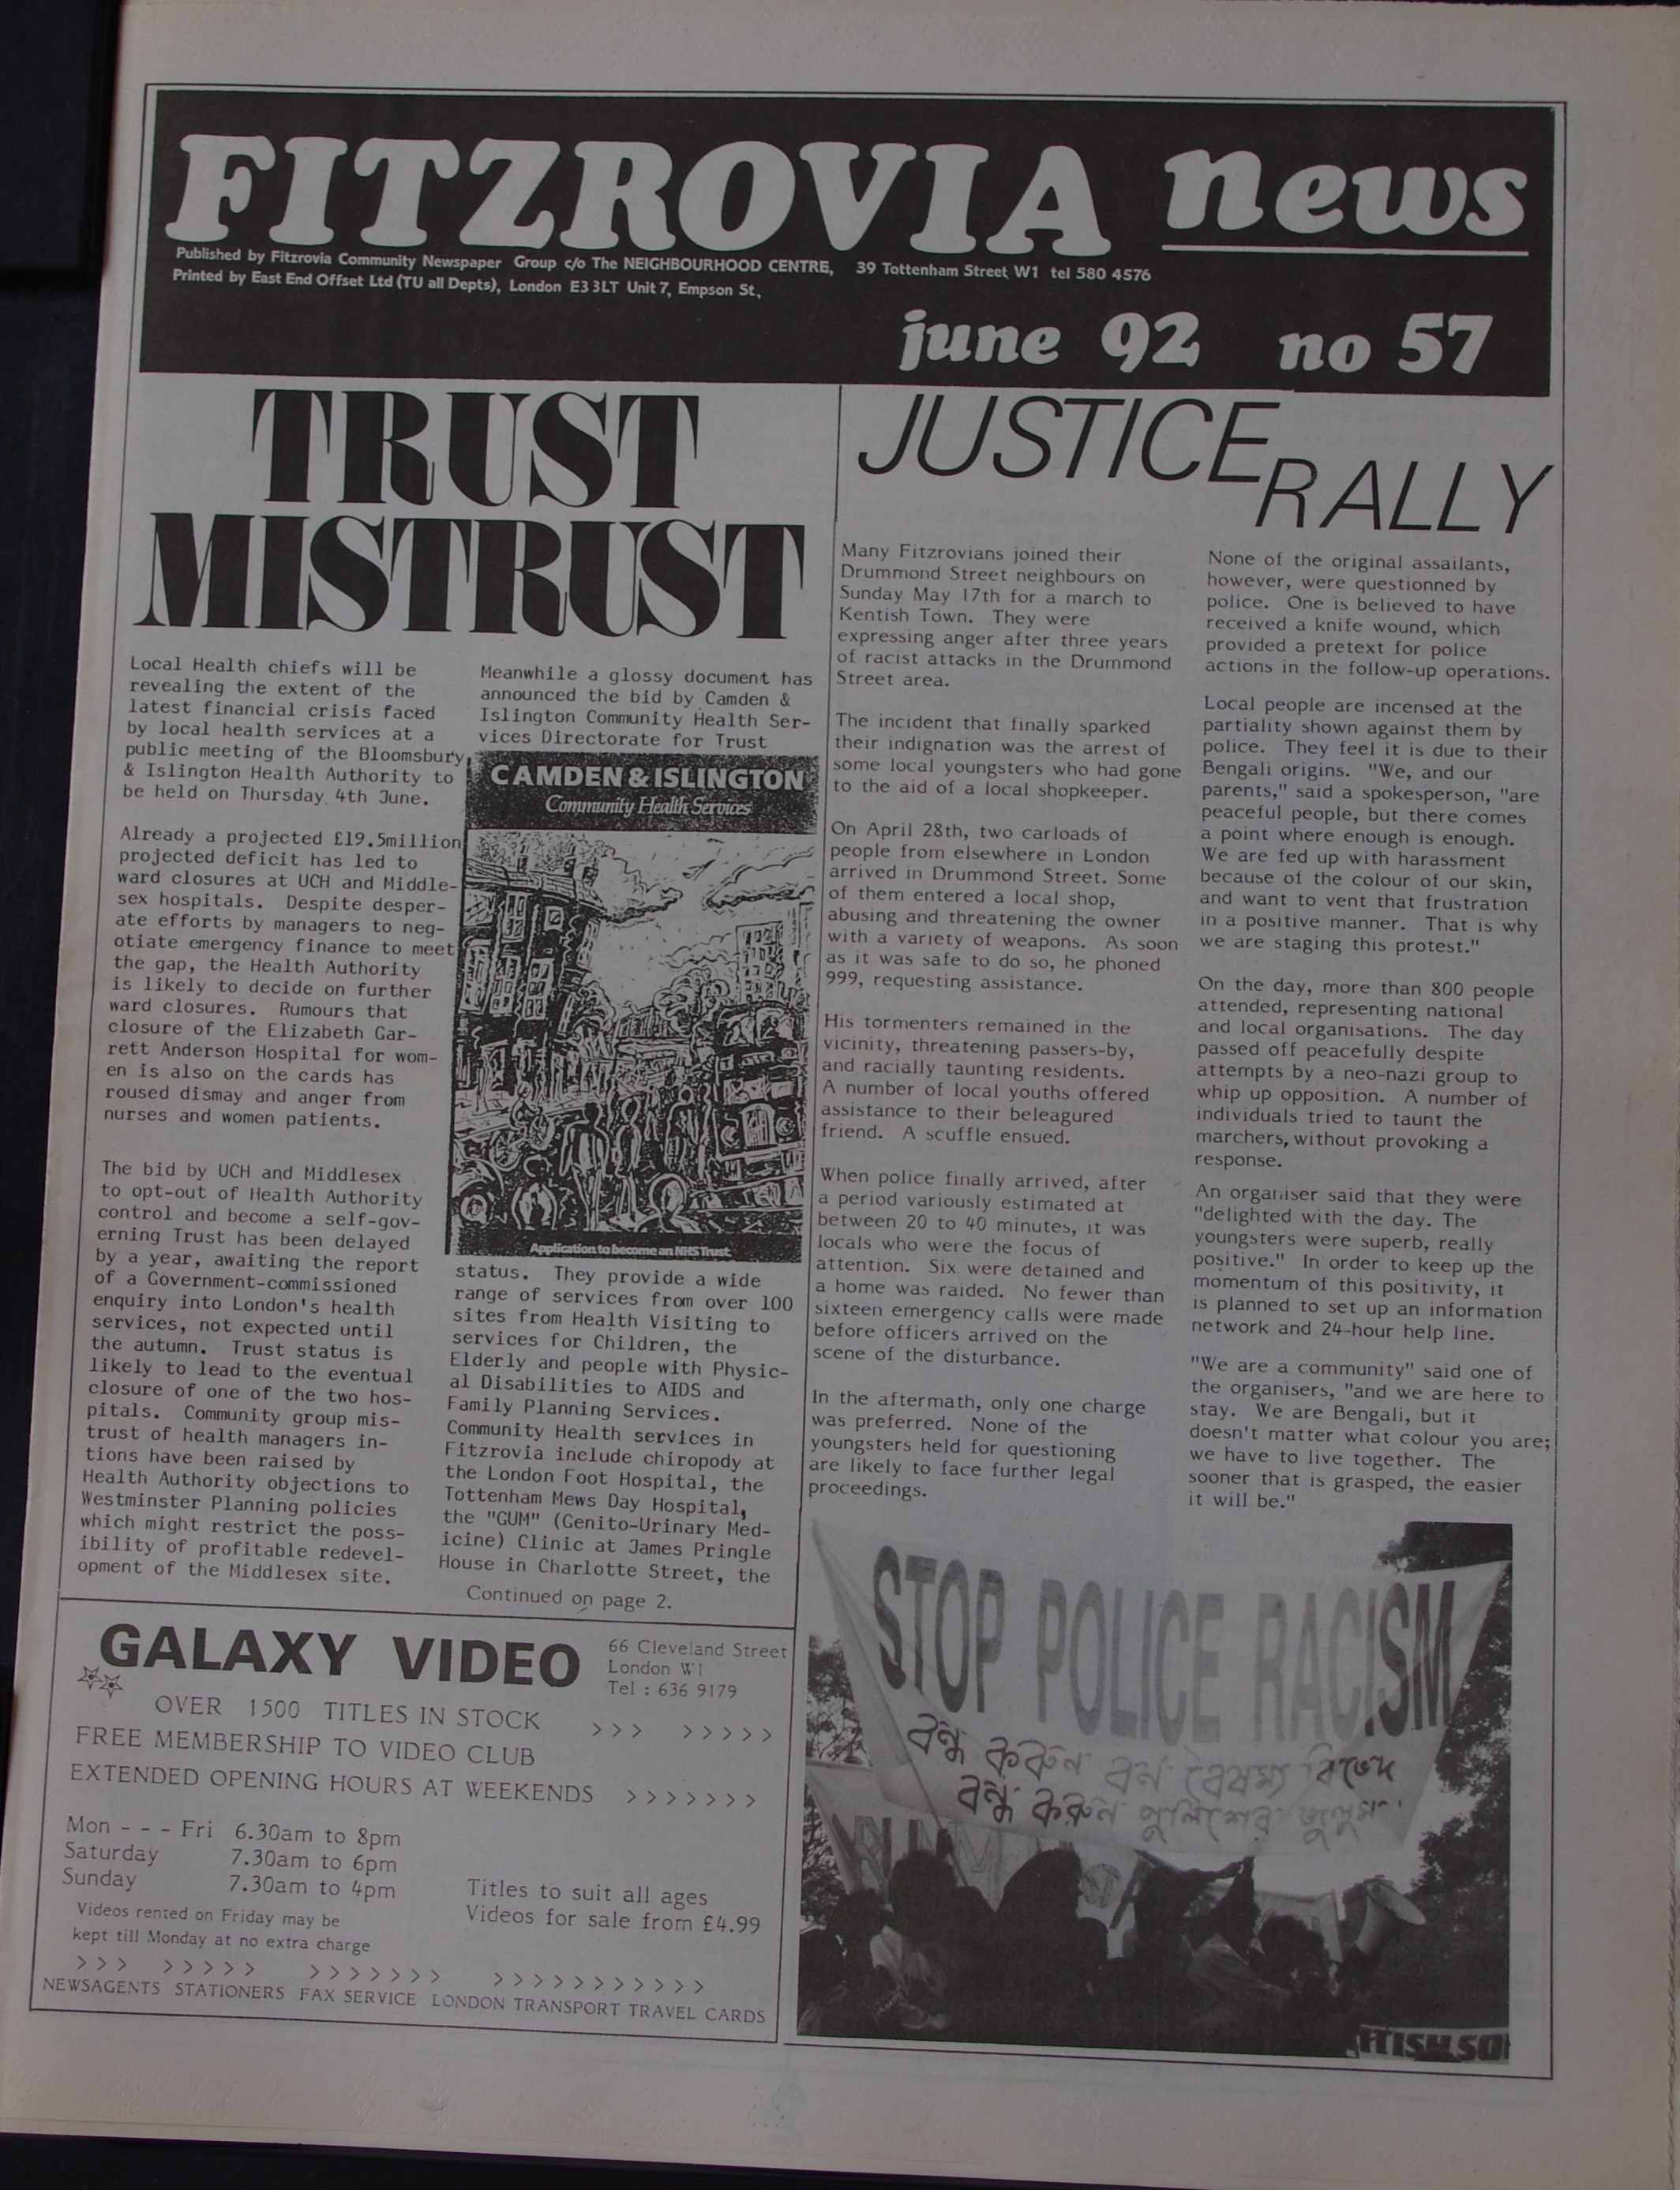 FITZROVIA news
Published by Fitzrovia Community Newspaper Group c/o The NEIGHBOURHOOD CENTRE, 39 Tottenham Street W1 tel 580 4576
Printed by East End Offset Ltd (TU all Depts), London E3 3LT Unit 7, Empson St,
june 92 no 57
TRUST
MISTRUST
Local Health chiefs will be
revealing the extent of the
latest financial crisis faced
by local health services at a
public meeting of the Bloomsbury
& Islington Health Authority to
be held on Thursday 4th June.
Already a projected £19.5million
projected deficit has led to
ward closures at UCH and Middle-
sex hospitals. Despite desper-
ate efforts by managers to neg-
otiate emergency finance to meet
the gap, the Health Authority
is likely to decide on further
ward closures. Rumours that
closure of the Elizabeth Gar-
rett Anderson Hospital for wom-
en is also on the cards has
roused dismay and anger from
nurses and women patients.
The bid by UCH and Middlesex
to opt-out of Health Authority
control and become a self-gov-
erning Trust has been delayed
by a year, awaiting the report
of a Government-commissioned
enquiry into London's health
services, not expected until
the autumn. Trust status is
likely to lead to the eventual
closure of one of the two hos-
pitals. Community group mis-
trust of health managers in-
tions have been raised by
Health Authority objections to
Westminster Planning policies
which might restrict the poss-
ibility of profitable redevel-
opment of the Middlesex site.
Meanwhile a glossy document has
announced the bid by Camden &
Islington Community Health Ser-
vices Directorate for Trust
CAMDEN & ISLINGTON
Community Health Services
Application to become an NHS Trust
status. They provide a wide
range of services from over 100
sites from Health Visiting to
services for Children, the
Elderly and people with Physic-
al Disabilities to AIDS and
Family Planning Services.
Community Health services in
Fitzrovia include chiropody at
the London Foot Hospital, the
Tottenham Mews Day Hospital,
the "GUM" (Genito-Urinary Med-
icine) Clinic at James Pringle
House in Charlotte Street, the
Continued on page 2.
JUSTICE RALLY
Many Fitzrovians joined their
Drummond Street neighbours on
Sunday May 17th for a march to
Kentish Town. They were
expressing anger after three years
of racist attacks in the Drummond
Street area.
The incident that finally sparked
their indignation was the arrest of
some local youngsters who had gone
to the aid of a local shopkeeper.
On April 28th, two carloads of
people from elsewhere in London
arrived in Drummond Street. Some
of them entered a local shop,
abusing and threatening the owner
with a variety of weapons. As soon
as it was safe to do so, he phoned
999, requesting assistance.
His tormenters remained in the
vicinity, threatening passers-by,
and racially taunting residents.
A number of local youths offered
assistance to their beleagured
friend. A scuffle ensued.
When police finally arrived, after
a period variously estimated at
between 20 to 40 minutes, it was
locals who were the focus of
attention. Six were detained and
a home was raided. No fewer than
sixteen emergency calls were made
before officers arrived on the
scene of the disturbance.
In the aftermath, only one charge
was preferred. None of the
youngsters held for questioning
are likely to face further legal
proceedings.
None of the original assailants,
however, were questionned by
police. One is believed to have
received a knife wound, which
provided a pretext for police
actions in the follow-up operations.
Local people are incensed at the
partiality shown against them by
police. They feel it is due to their
Bengali origins. "We, and our
parents," said a spokesperson, "are
peaceful people, but there comes
a point where enough is enough.
We are fed up with harassment
because of the colour of our skin,
and want to vent that frustration
in a positive manner. That is why
we are staging this protest."
On the day, more than 800 people
attended, representing national
and local organisations. The day
passed off peacefully despite
attempts by a neo-nazi group to
whip up opposition. A number of
individuals tried to taunt the
marchers, without provoking a
response.
An organiser said that they were
"delighted with the day. The
youngsters were superb, really
positive." In order to keep up the
momentum of this positivity, it
is planned to set up an information
network and 24-hour help line.
"We are a community" said one of
the organisers, "and we are here to
stay. We are Bengali, but it
doesn't matter what colour you are;
we have to live together. The
sooner that is grasped, the easier
it will be."
STOP POLICE RACISM
বন্ধ করুন বর্ন বৈষম্য বিভেদ
বন্ধ করুন পুলিশের জুলুম
GALAXY VIDEO
66 Cleveland Street
London W1
Tel : 636 9179
OVER 1500 TITLES IN STOCK >>> >>>>>
FREE MEMBERSHIP TO VIDEO CLUB
EXTENDED OPENING HOURS AT WEEKENDS >>>>>>>
Mon - - - Fri 6.30am to 8pm
Saturday 7.30am to 6pm
Sunday 7.30am to 4pm
Titles to suit all ages
Videos for sale from £4.99
Videos rented on Friday may be
kept till Monday at no extra charge
>>> >>>>> >>>>>>> >>>>>>>>>>>
NEWSAGENTS STATIONERS FAX SERVICE LONDON TRANSPORT TRAVEL CARDS